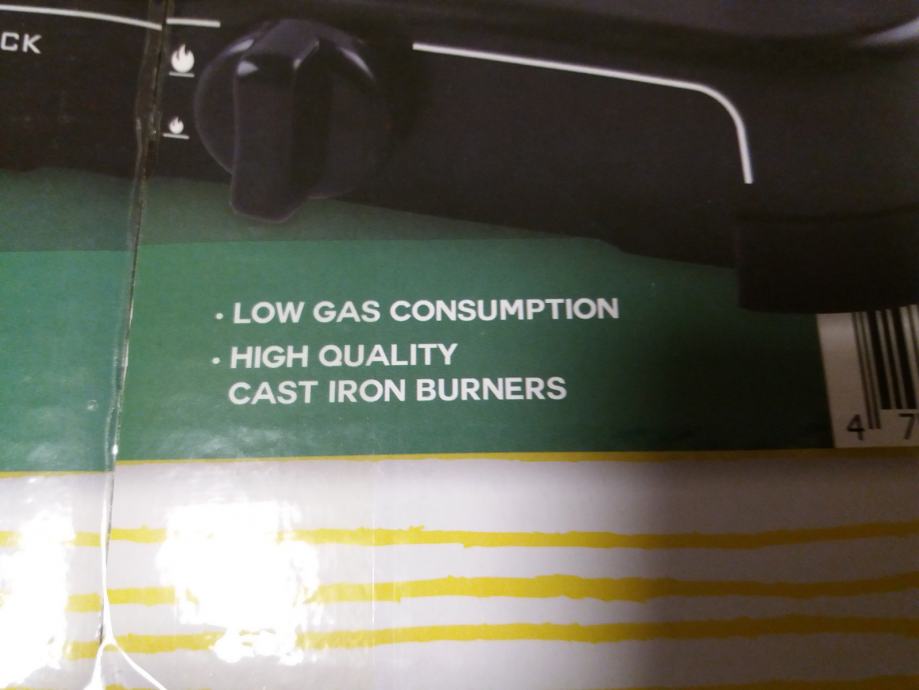 CK
• LOW GAS CONSUMPTION
• HIGH QUALITY
CAST IRON BURNERS
4 7